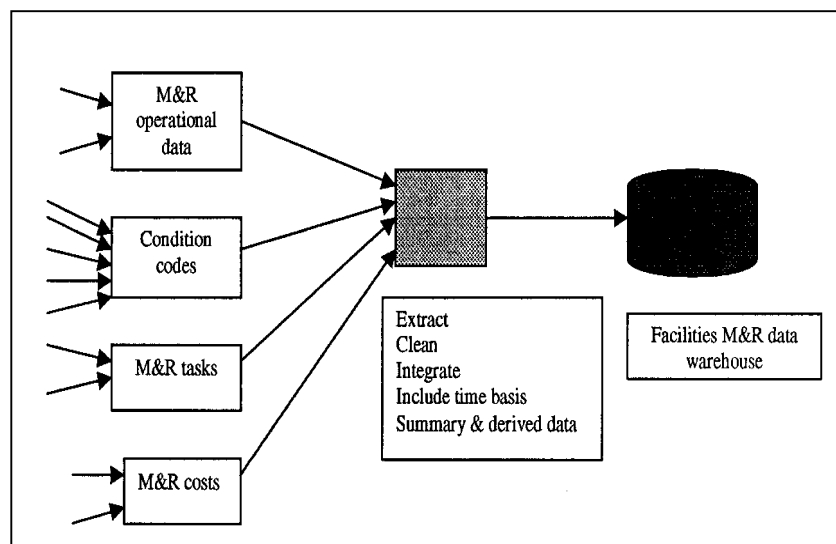 M&R
operational
data
Condition
codes
M&R tasks
M&R costs
Extract
Clean
Integrate
Include time basis
Summary & derived data
Facilities M&R data
warehouse